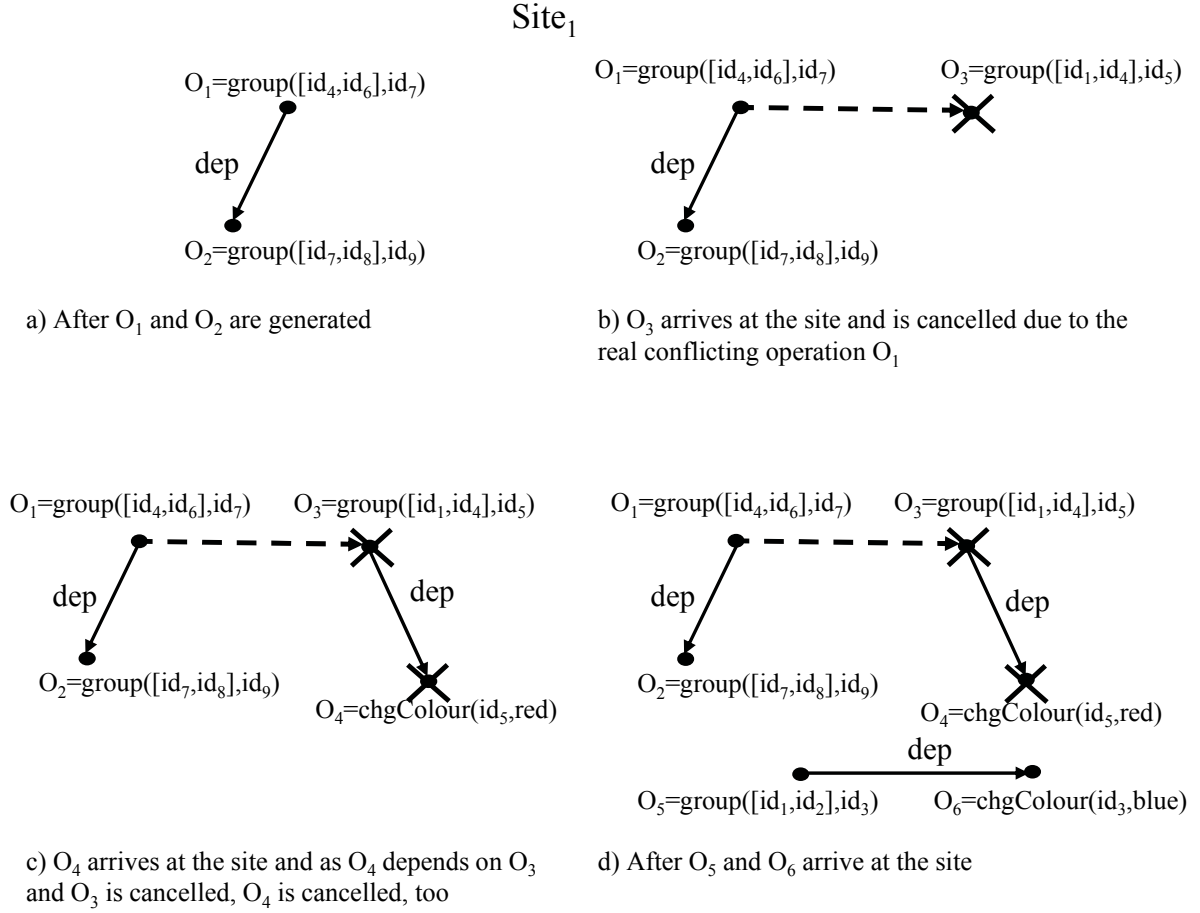 Site₁
O₁=group([id₄,id₆],id₇)
dep
O₂=group([id₇,id₈],id₉)
a) After O₁ and O₂ are generated
O₁=group([id₄,id₆],id₇)
O₃=group([id₁,id₄],id₅)
dep
O₂=group([id₇,id₈],id₉)
b) O₃ arrives at the site and is cancelled due to the
real conflicting operation O₁
O₁=group([id₄,id₆],id₇)
O₃=group([id₁,id₄],id₅)
dep
dep
O₂=group([id₇,id₈],id₉)
O₄=chgColour(id₅,red)
c) O₄ arrives at the site and as O₄ depends on O₃
and O₃ is cancelled, O₄ is cancelled, too
O₁=group([id₄,id₆],id₇)
O₃=group([id₁,id₄],id₅)
dep
dep
O₂=group([id₇,id₈],id₉)
O₄=chgColour(id₅,red)
dep
O₅=group([id₁,id₂],id₃)
O₆=chgColour(id₃,blue)
d) After O₅ and O₆ arrive at the site